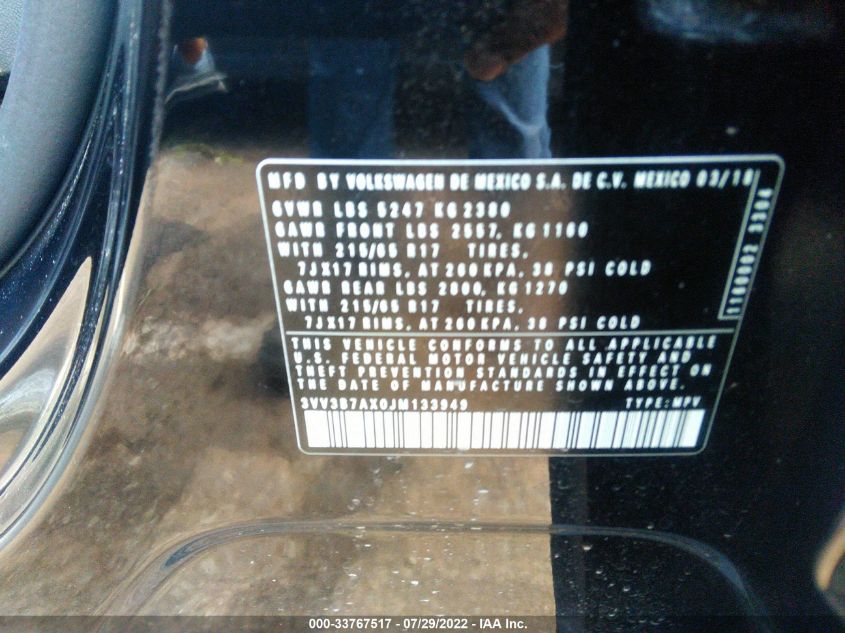 MFD BY VOLKSWAGEN DE MEXICO S.A. DE C.V. MEXICO 03/18
GVWR LBS 5247 KG 2380
GAWR FRONT LBS 2557, KG 1160
WITH 215/65 R17 TIRES,
7JX17 RIMS, AT 260 KPA, 38 PSI COLD
GAWR REAR LBS 2800, KG 1270
WITH 215/65 R17 TIRES,
7JX17 RIMS, AT 260 KPA, 38 PSI COLD
THIS VEHICLE CONFORMS TO ALL APPLICABLE
U.S. FEDERAL MOTOR VEHICLE SAFETY AND
THEFT PREVENTION STANDARDS IN EFFECT ON
THE DATE OF MANUFACTURE SHOWN ABOVE.
3VV3B7AX0JM133949 TYPE:MPV
000-33767517 - 07/29/2022 - IAA Inc.